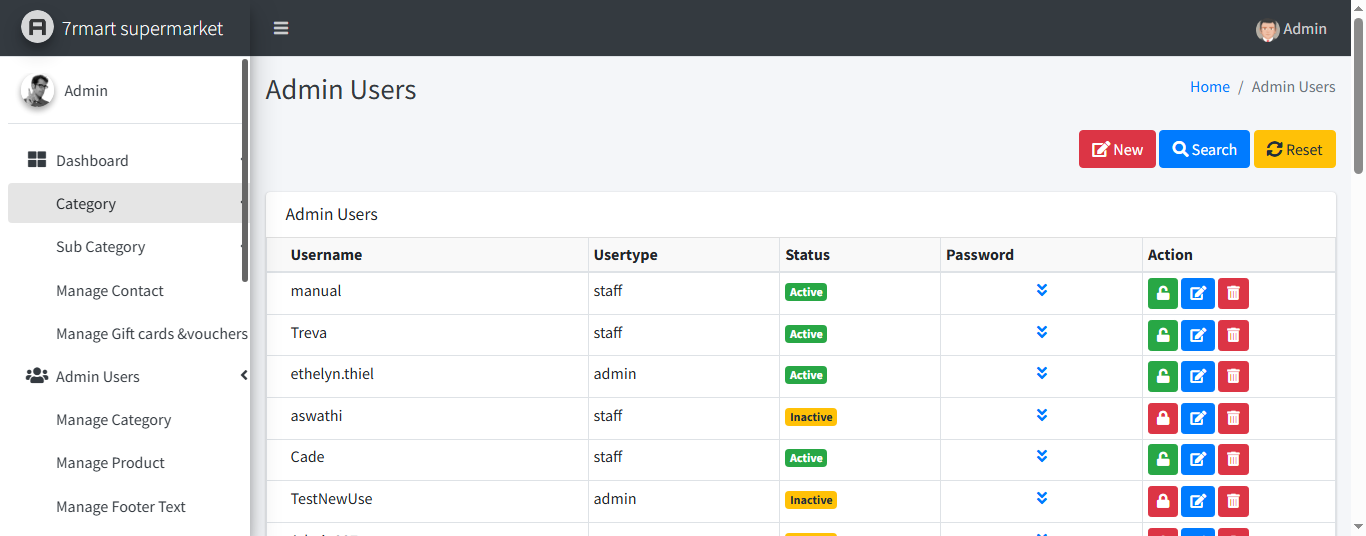 7rmart supermarket
Admin
Admin
Admin Users
Home / Admin Users
New Search Reset
Dashboard
Category
Sub Category
Manage Contact
Manage Gift cards &vouchers
Admin Users
Manage Category
Manage Product
Manage Footer Text
Admin Users
Username Usertype Status Password Action
manual staff Active
Treva staff Active
ethelyn.thiel admin Active
aswathi staff Inactive
Cade staff Active
TestNewUse admin Inactive